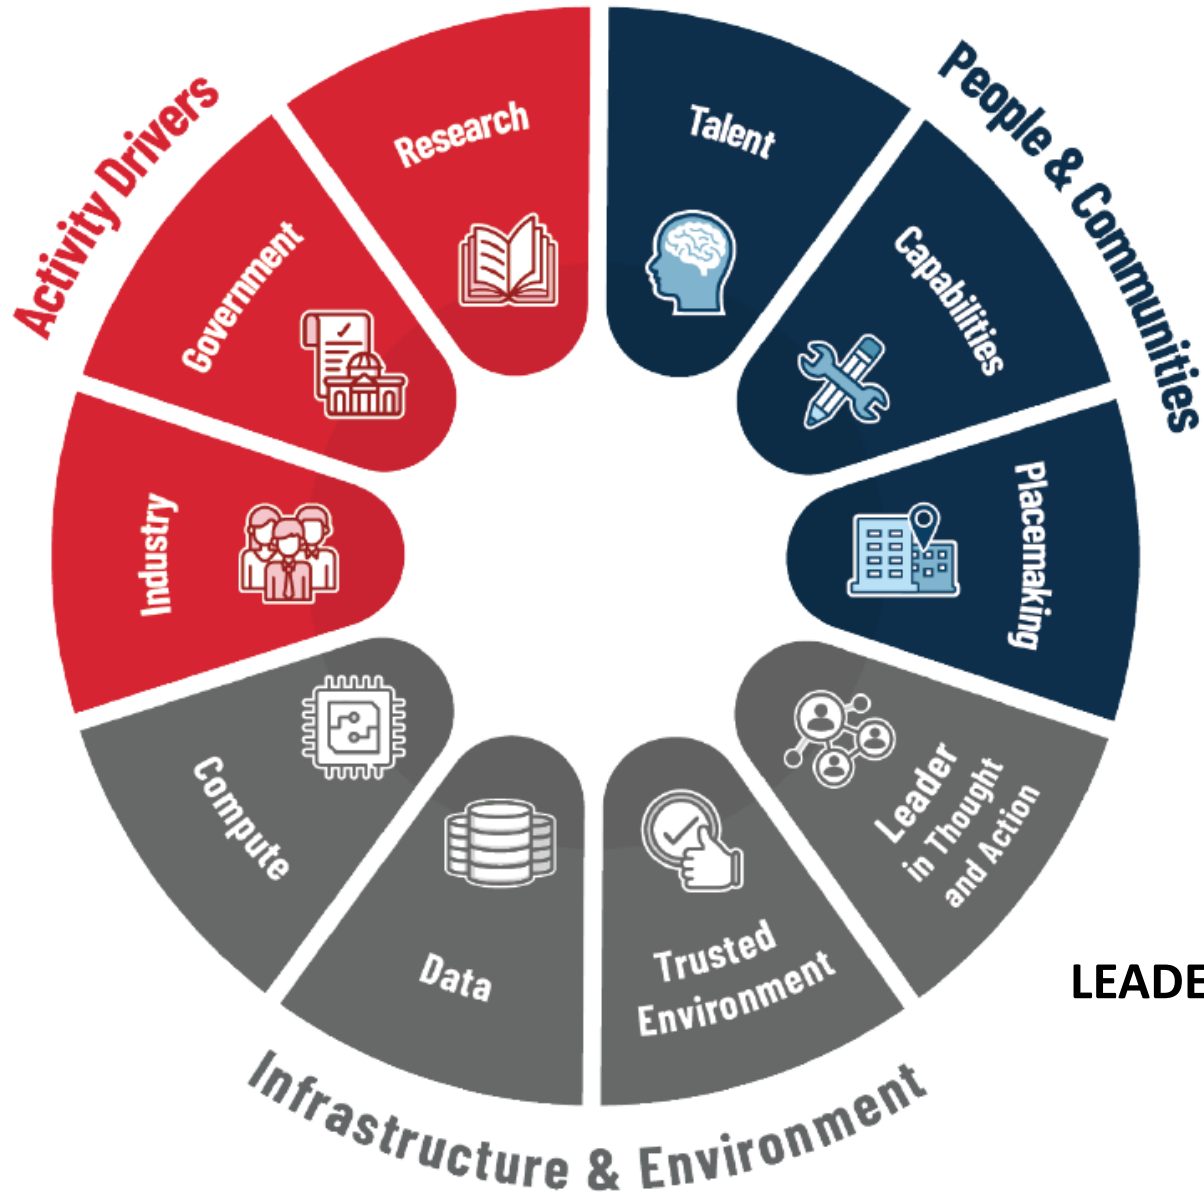 Activity Drivers
Research
Government
Industry
People & Communities
Talent
Capabilities
Placemaking
Infrastructure & Environment
Compute
Data
Trusted
Environment
Leader
in Thought
and Action
LEADE